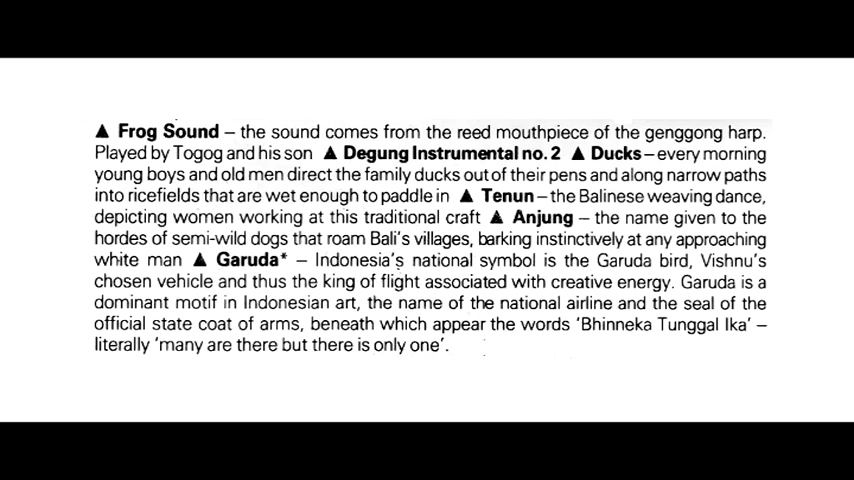 ▲ Frog Sound – the sound comes from the reed mouthpiece of the genggong harp.
Played by Togog and his son ▲ Degung Instrumental no. 2 ▲ Ducks – every morning
young boys and old men direct the family ducks out of their pens and along narrow paths
into ricefields that are wet enough to paddle in ▲ Tenun – the Balinese weaving dance,
depicting women working at this traditional craft ▲ Anjung – the name given to the
hordes of semi-wild dogs that roam Bali's villages, barking instinctively at any approaching
white man ▲ Garuda* – Indonesia's national symbol is the Garuda bird, Vishnu's
chosen vehicle and thus the king of flight associated with creative energy. Garuda is a
dominant motif in Indonesian art, the name of the national airline and the seal of the
official state coat of arms, beneath which appear the words 'Bhinneka Tunggal Ika' –
literally 'many are there but there is only one'.